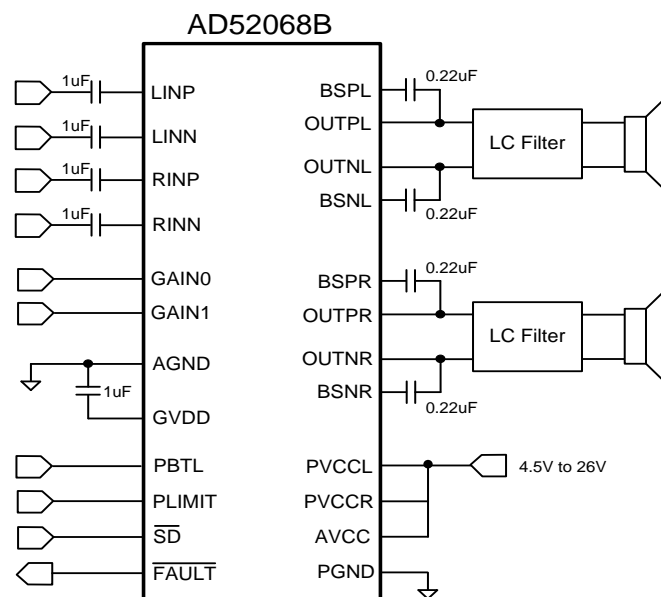 AD52068B
1uF
LINP
1uF
LINN
1uF
RINP
1uF
RINN
GAIN0
GAIN1
AGND
1uF
GVDD
PBTL
PLIMIT
SD
FAULT
0.22uF
BSPL
OUTPL
LC Filter
OUTNL
BSNL
0.22uF
0.22uF
BSPR
OUTPR
LC Filter
OUTNR
BSNR
0.22uF
PVCCL
4.5V to 26V
PVCCR
AVCC
PGND